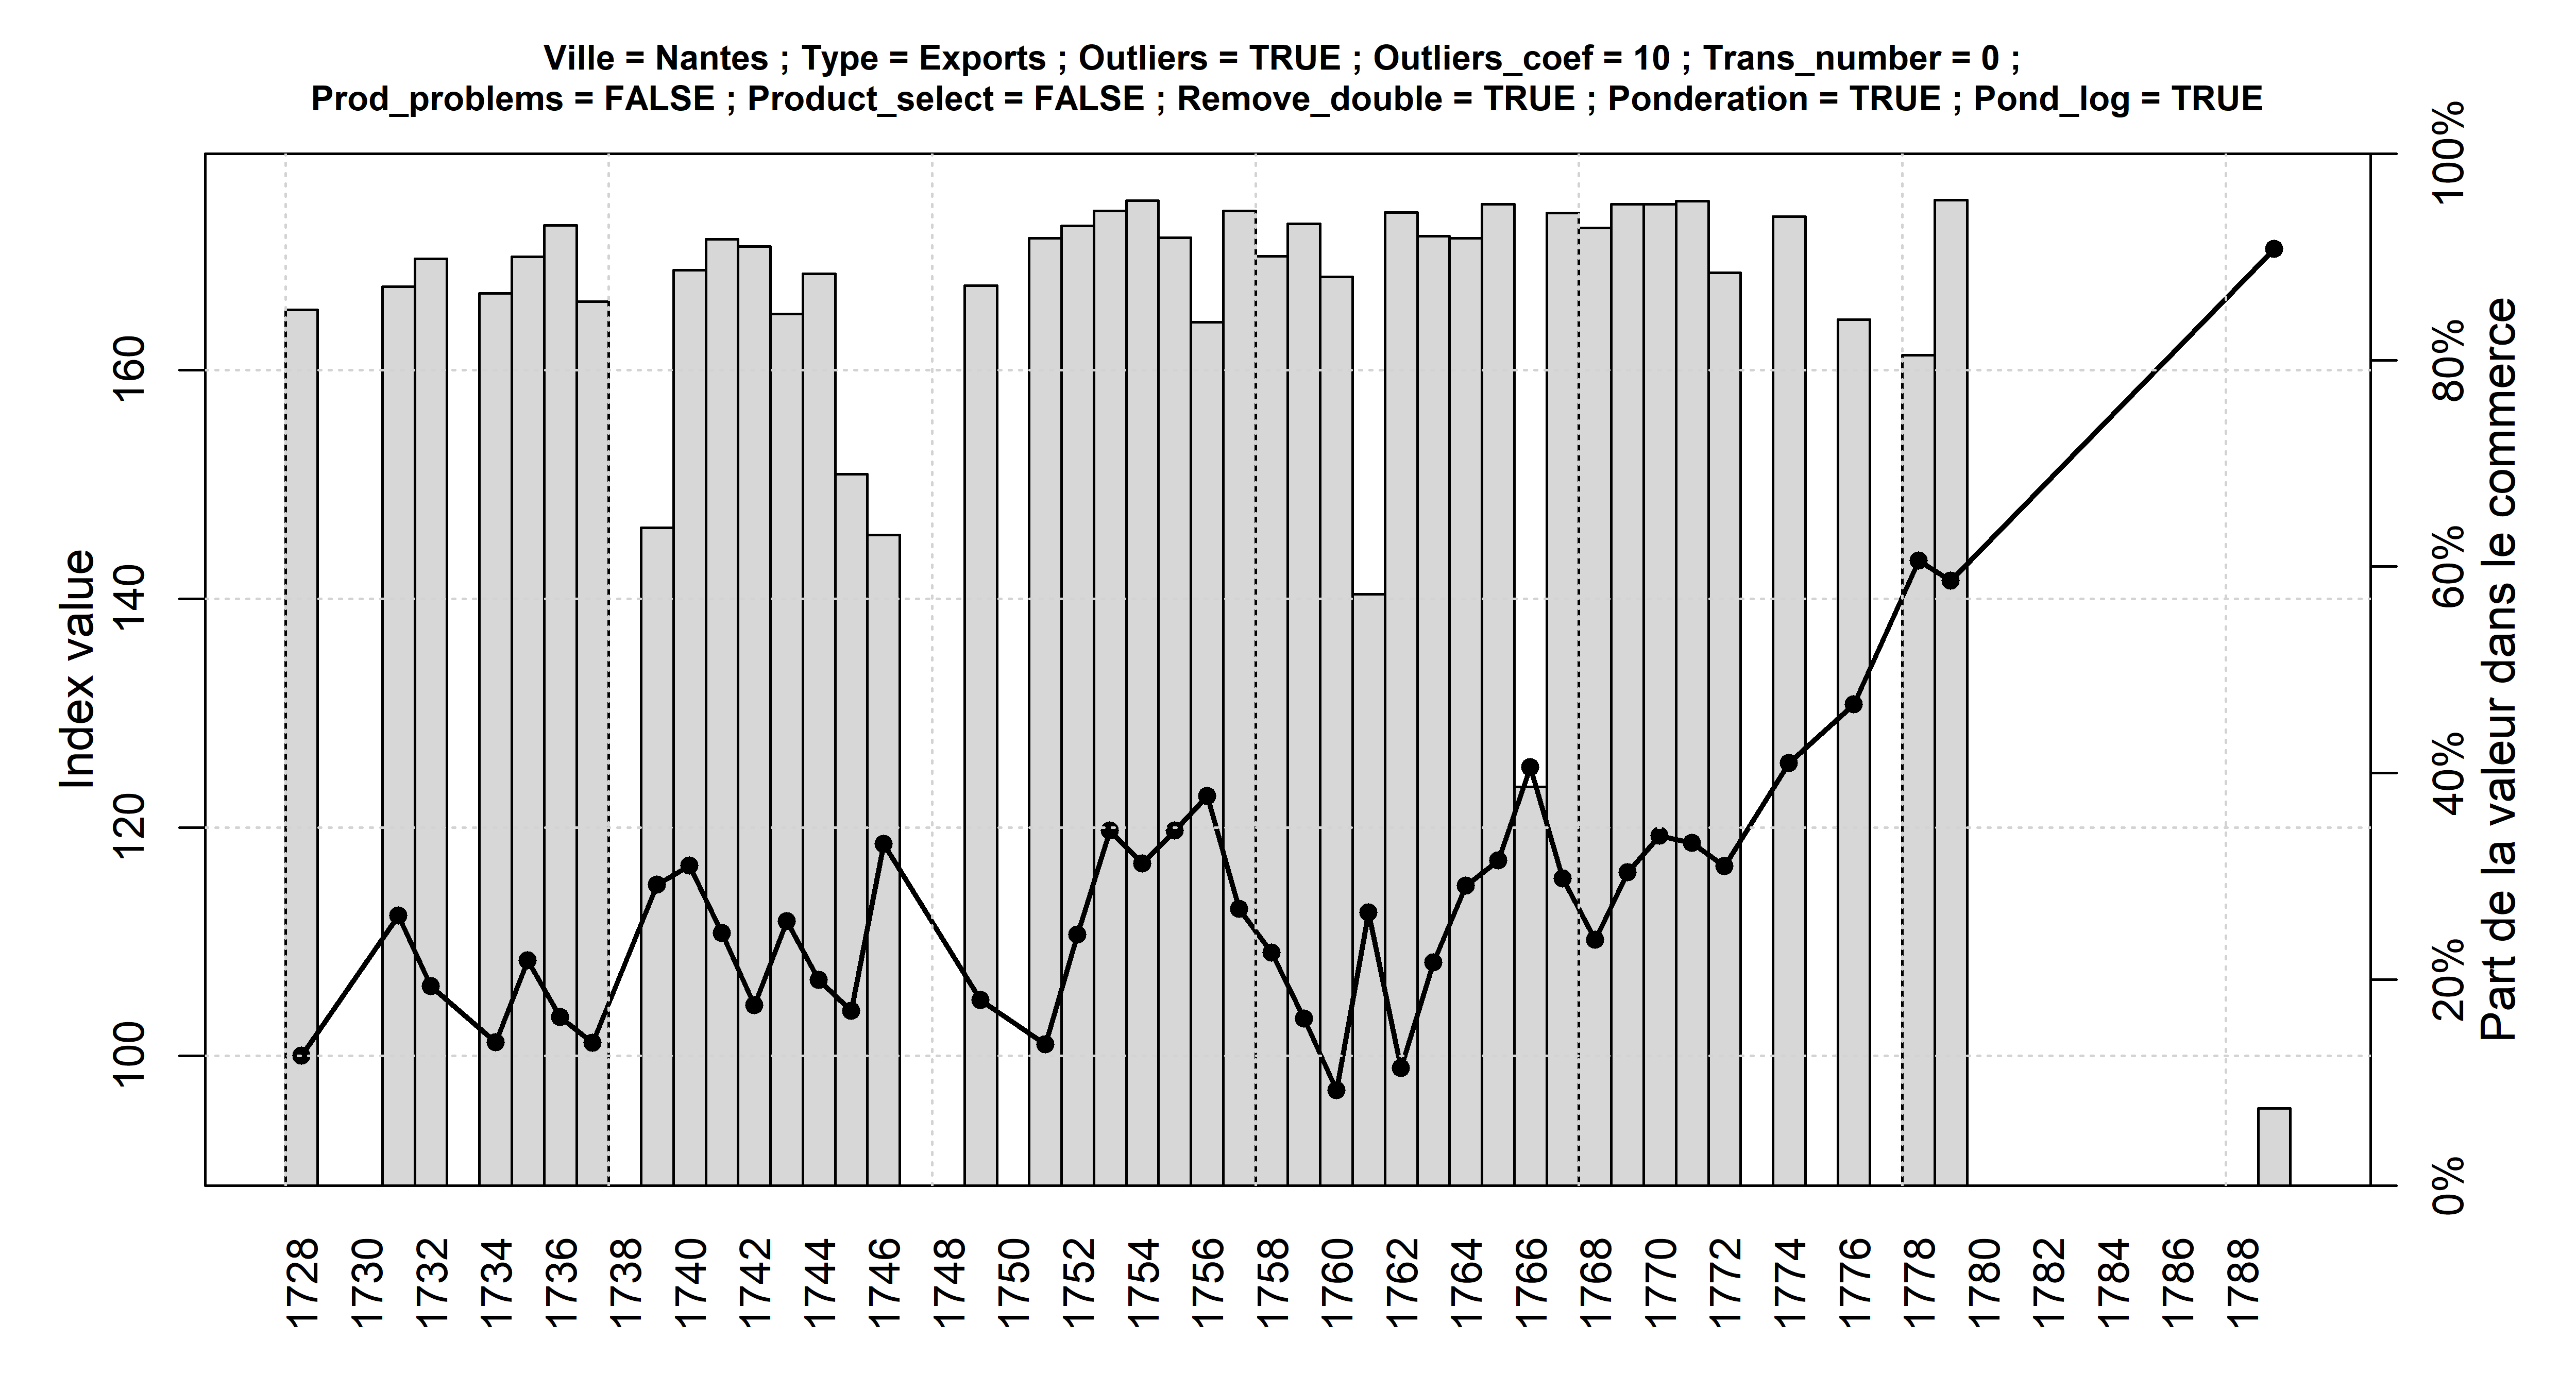 Ville = Nantes ; Type = Exports ; Outliers = TRUE ; Outliers_coef = 10 ; Trans_number = 0 ;
Prod_problems = FALSE ; Product_select = FALSE ; Remove_double = TRUE ; Ponderation = TRUE ; Pond_log = TRUE
Index value
160
140
120
100
100%
80%
60%
40%
20%
0%
Part de la valeur dans le commerce
1728 1730 1732 1734 1736 1738 1740 1742 1744 1746 1748 1750 1752 1754 1756 1758 1760 1762 1764 1766 1768 1770 1772 1774 1776 1778 1780 1782 1784 1786 1788